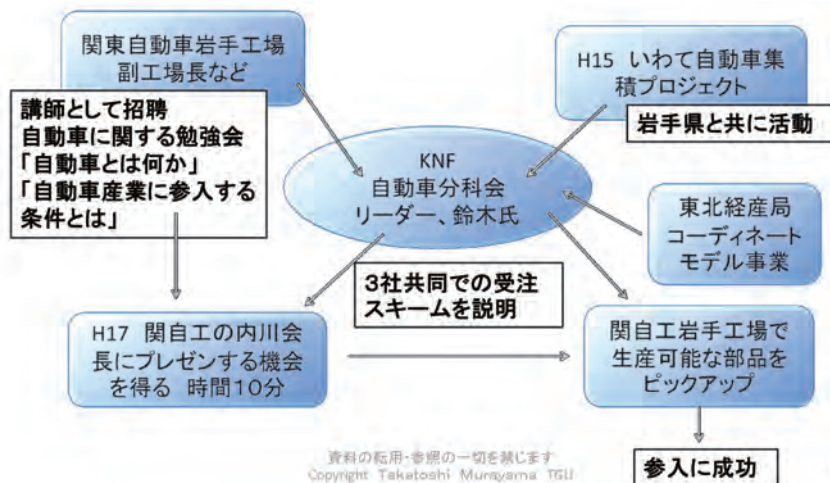 関東自動車岩手工場
副工場長など
H15 いわて自動車集
積プロジェクト
講師として招聘
自動車に関する勉強会
「自動車とは何か」
「自動車産業に参入する
条件とは」
岩手県と共に活動
KNF
自動車分科会
リーダー、鈴木氏
東北経産局
コーディネート
モデル事業
3社共同での受注
スキームを説明
H17 関自工の内川会
長にプレゼンする機会
を得る 時間10分
関自工岩手工場で
生産可能な部品を
ピックアップ
参入に成功
資料の転用・参照の一切を禁じます
Copyright Takatoshi Murayama TGU